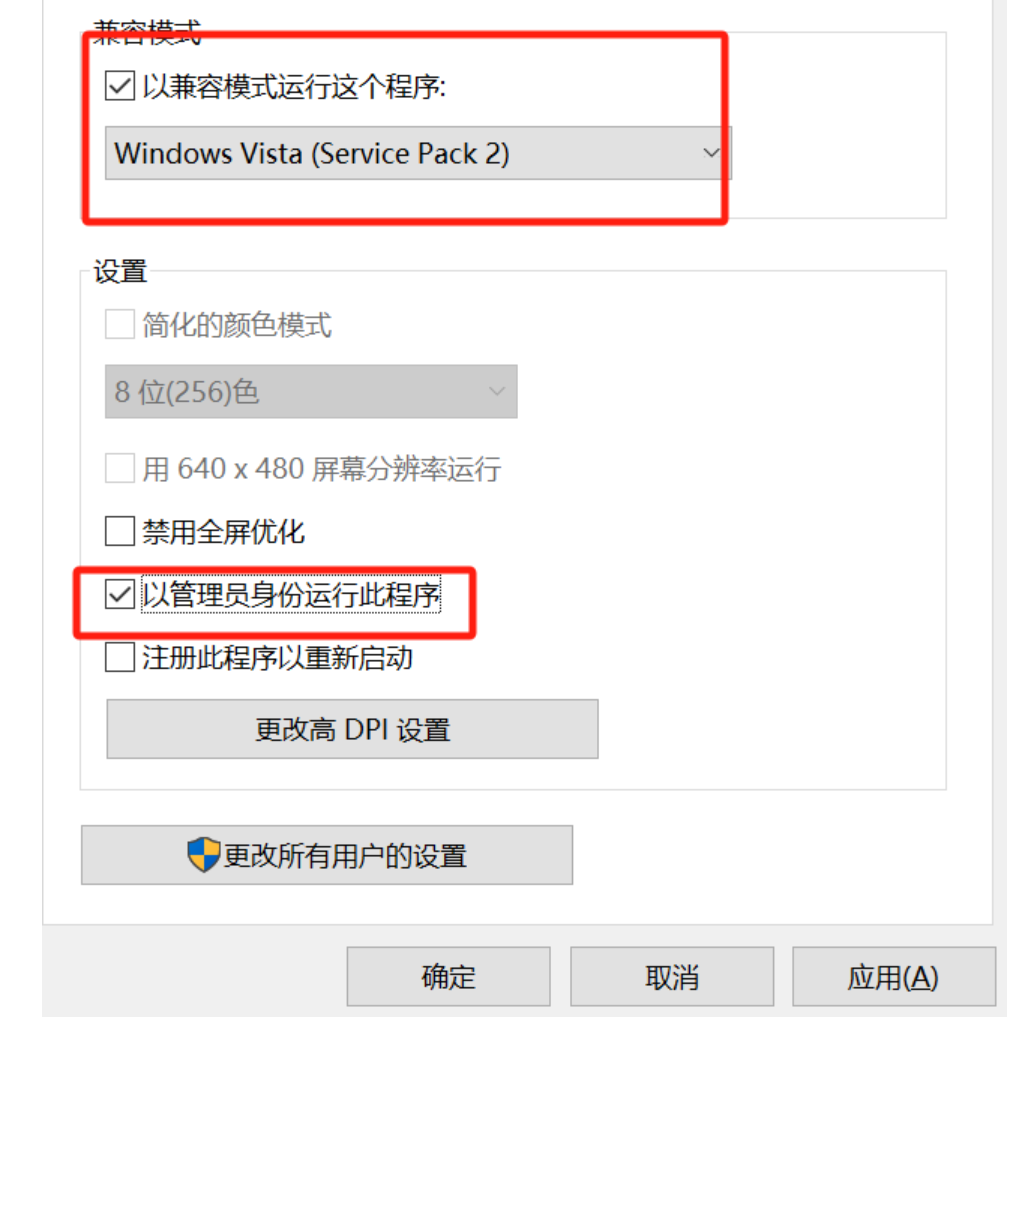 兼容模式
以兼容模式运行这个程序:
Windows Vista (Service Pack 2)
设置
简化的颜色模式
8 位(256)色
用 640 x 480 屏幕分辨率运行
禁用全屏优化
以管理员身份运行此程序
注册此程序以重新启动
更改高 DPI 设置
更改所有用户的设置
确定
取消
应用(A)